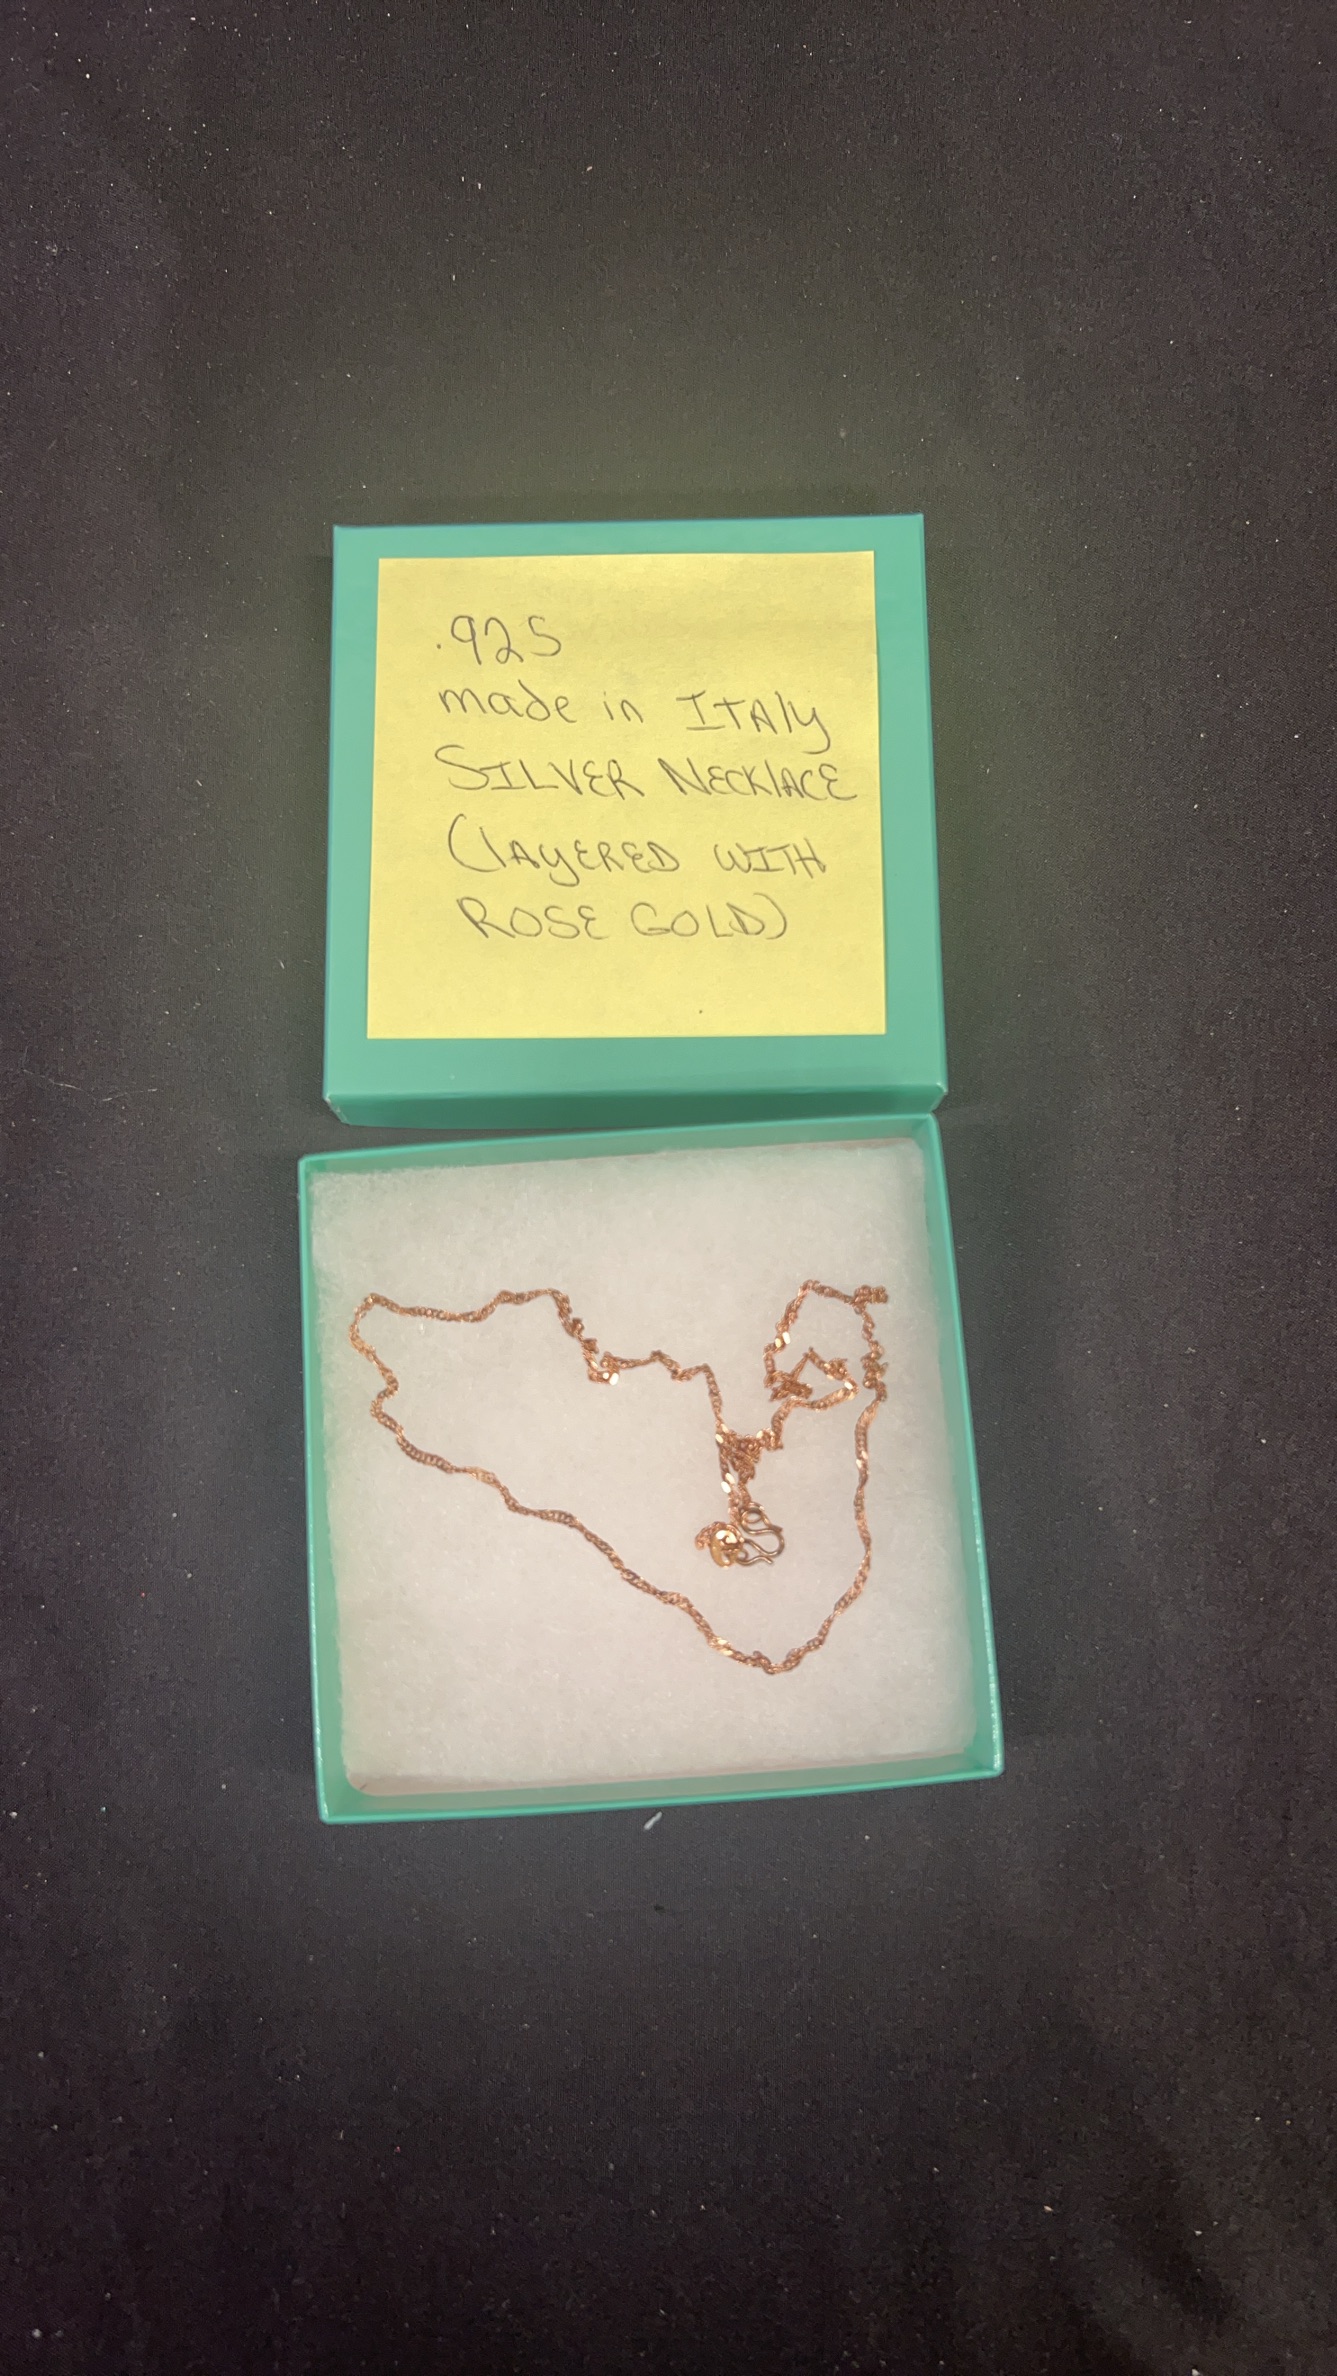 .925
made in ITAly
SILVER NECKlACE
(lAyERED WITH
ROSE GOLD)